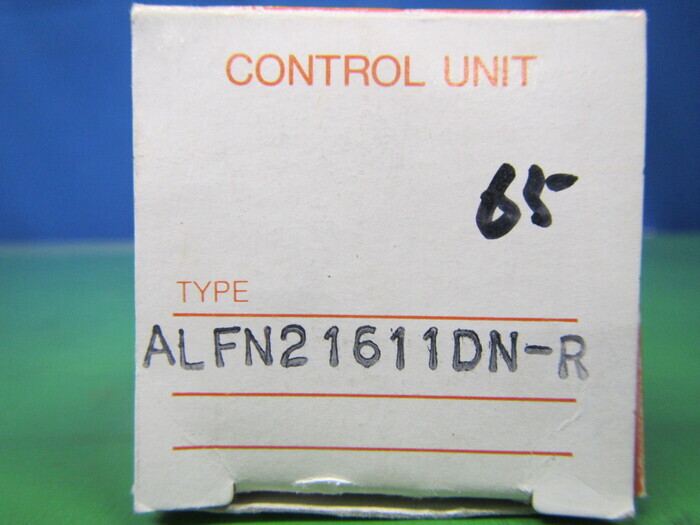 CONTROL UNIT
65
TYPE
ALFN21611DN-R